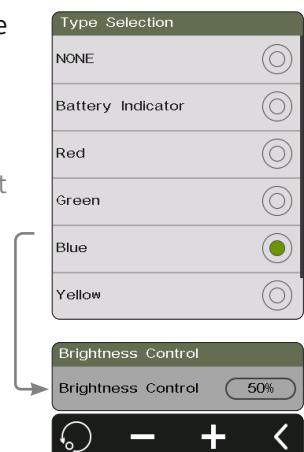 e
Type Selection
NONE
Battery Indicator
Red
t
Green
Blue
Yellow
Brightness Control
Brightness Control 50%